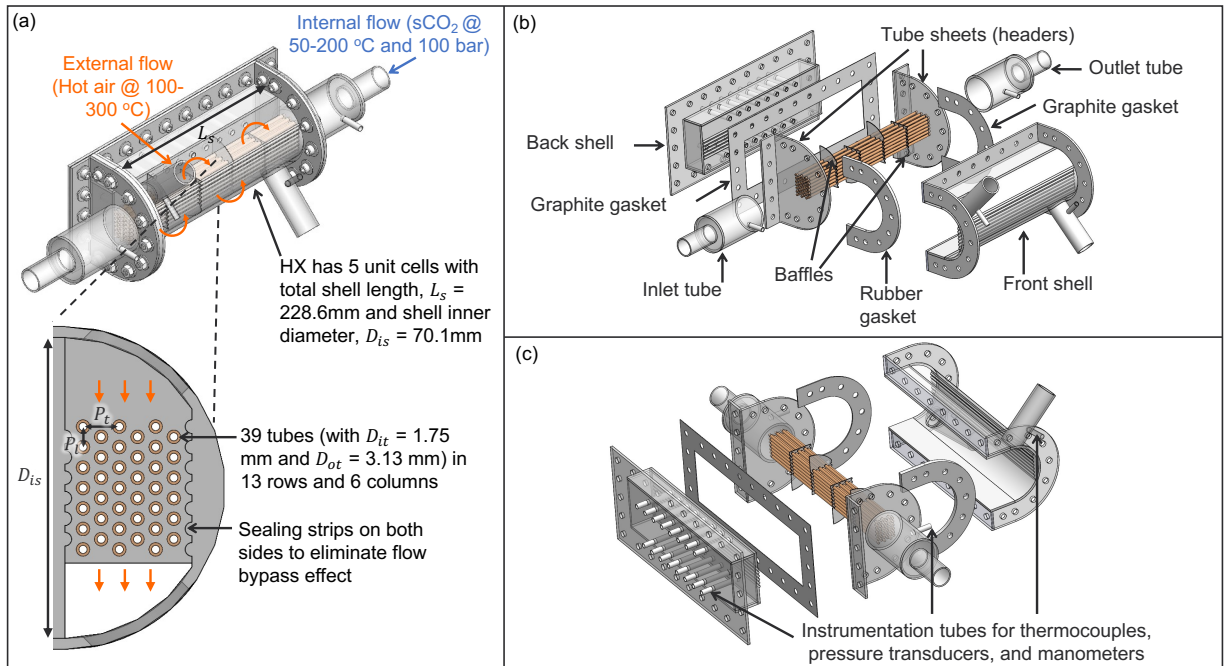 (a)
Internal flow (sCO₂ @
50-200 °C and 100 bar)
External flow
(Hot air @ 100-
300 °C)
Lₛ
HX has 5 unit cells with
total shell length, Lₛ =
228.6mm and shell inner
diameter, Dᵢₛ = 70.1mm
Pₜ
Pₗ
Dᵢₛ
39 tubes (with Dᵢₜ = 1.75
mm and Dₒₜ = 3.13 mm) in
13 rows and 6 columns
Sealing strips on both
sides to eliminate flow
bypass effect
(b)
Tube sheets (headers)
Outlet tube
Graphite gasket
Back shell
Graphite gasket
Inlet tube
Baffles
Rubber
gasket
Front shell
(c)
Instrumentation tubes for thermocouples,
pressure transducers, and manometers